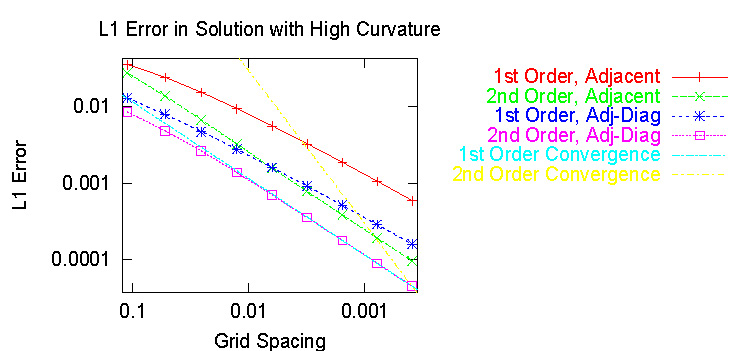 L1 Error in Solution with High Curvature
1st Order, Adjacent
2nd Order, Adjacent
1st Order, Adj-Diag
2nd Order, Adj-Diag
1st Order Convergence
2nd Order Convergence
L1 Error
0.01
0.001
0.0001
0.1
0.01
0.001
Grid Spacing